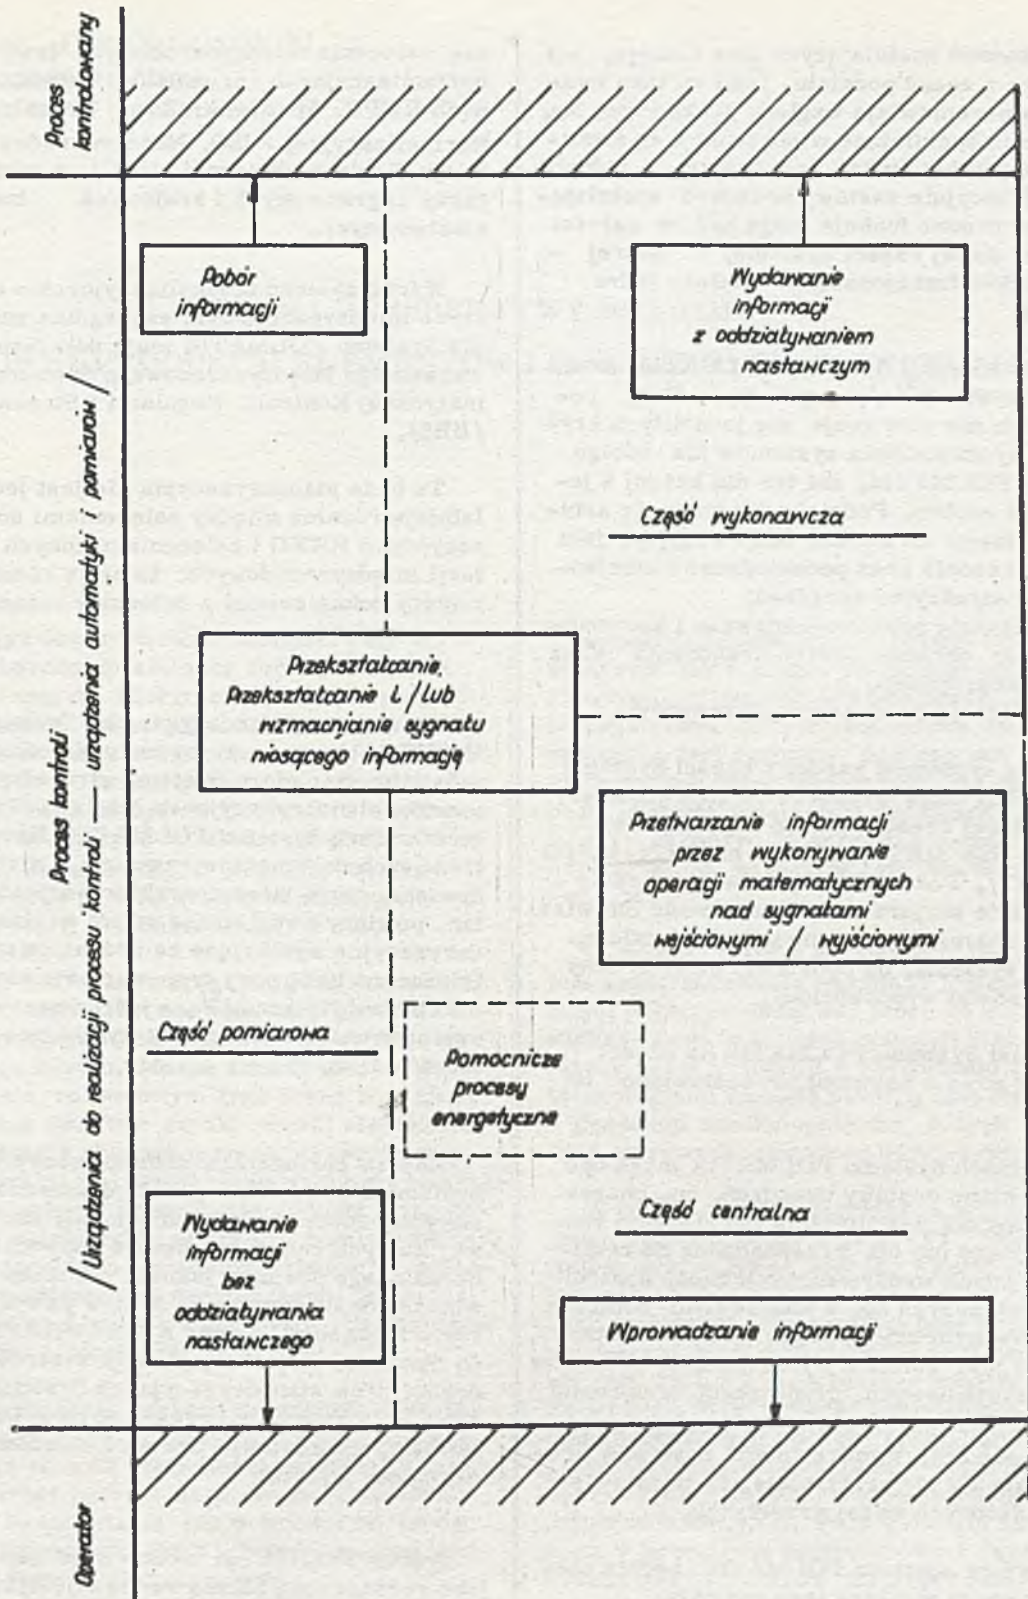 Proces
kontrolowany
Pobór
informacji
Wydawanie
informacji
z oddziaływaniem
nastawczym
Proces kontroli
/Urządzenia do realizacji procesu kontroli — urządzenia automatyki i pomiarów/
Część wykonawcza
Przekształcanie,
Przekształcanie i/lub
wzmacnianie sygnału
niosącego informację
Przetwarzanie informacji
przez wykonywanie
operacji matematycznych
nad sygnałami
wejściowymi / wyjściowymi
Część pomiarowa
Pomocnicze
procesy
energetyczne
Wydawanie
informacji
bez
oddziaływania
nastawczego
Część centralna
Wprowadzanie informacji
Operator